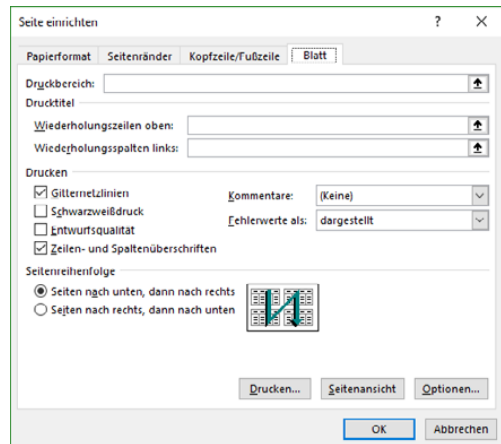 Seite einrichten ? X
Papierformat Seitenränder Kopfzeile/Fußzeile Blatt
Druckbereich:
Drucktitel
Wiederholungszeilen oben:
Wiederholungsspalten links:
Drucken
Gitternetzlinien Kommentare: (Keine)
Schwarzweißdruck Fehlerwerte als: dargestellt
Entwurfsqualität
Zeilen- und Spaltenüberschriften
Seitenreihenfolge
Seiten nach unten, dann nach rechts
Seiten nach rechts, dann nach unten
Drucken... Seitenansicht Optionen...
OK Abbrechen